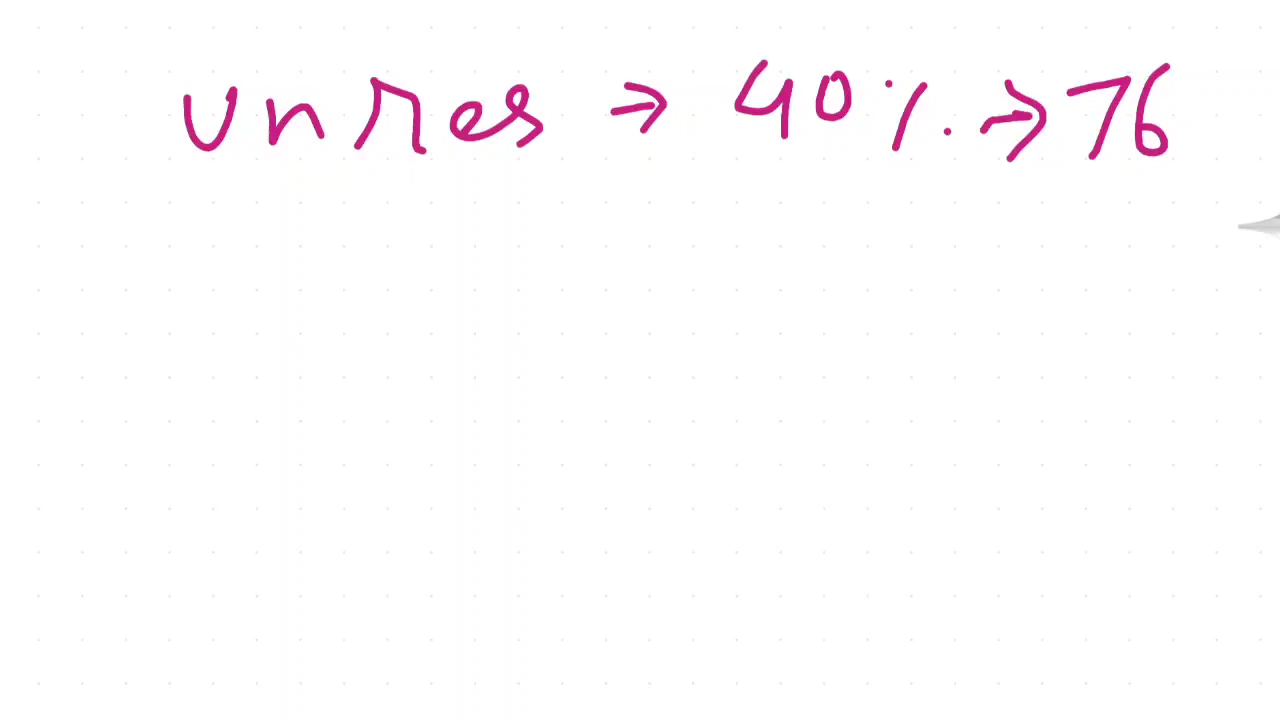 unres → 40%. → 76